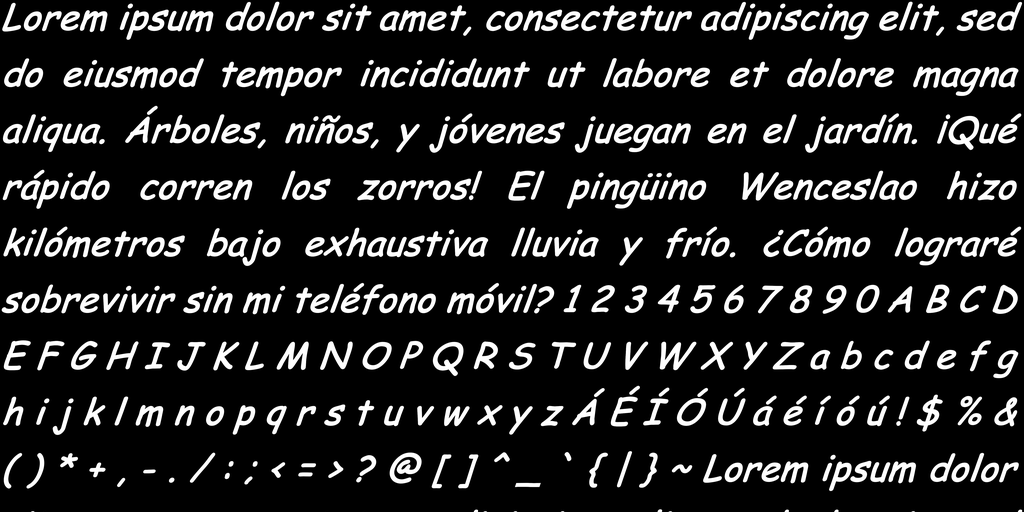 Lorem ipsum dolor sit amet, consectetur adipiscing elit, sed
do eiusmod tempor incididunt ut labore et dolore magna
aliqua. Árboles, niños, y jóvenes juegan en el jardín. ¡Qué
rápido corren los zorros! El pingüino Wenceslao hizo
kilómetros bajo exhaustiva lluvia y frío. ¿Cómo lograré
sobrevivir sin mi teléfono móvil? 1 2 3 4 5 6 7 8 9 0 A B C D
E F G H I J K L M N O P Q R S T U V W X Y Z a b c d e f g
h i j k l m n o p q r s t u v w x y z Á É Í Ó Ú á é í ó ú ! $ % &
( ) * + , - . / : ; < = > ? @ [ ] ^ _ ` { | } ~ Lorem ipsum dolor